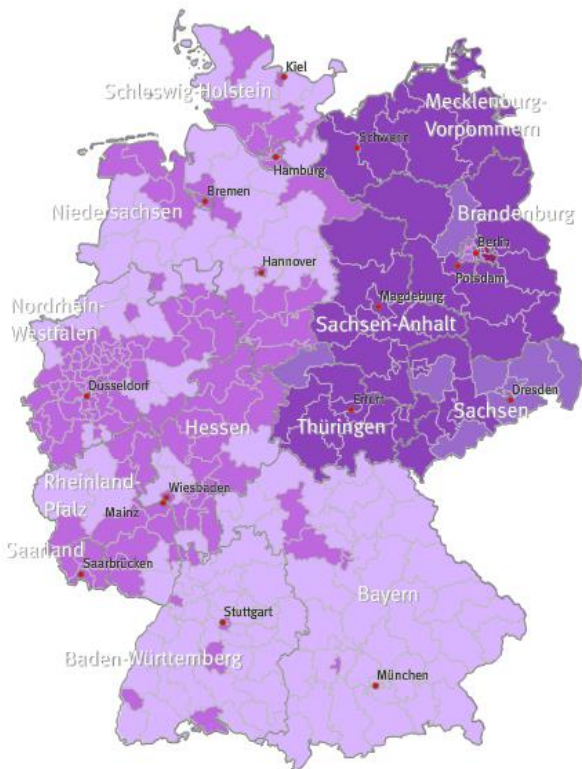 Kiel
Schleswig-Holstein
Mecklenburg-
Vorpommern
Schwerin
Hamburg
Bremen
Niedersachsen
Brandenburg
Berlin
Potsdam
Hannover
Magdeburg
Nordrhein-
Westfalen
Sachsen-Anhalt
Düsseldorf
Dresden
Erfurt
Sachsen
Hessen
Thüringen
Rheinland-
Pfalz
Wiesbaden
Mainz
Saarland
Saarbrücken
Bayern
Stuttgart
Baden-Württemberg
München